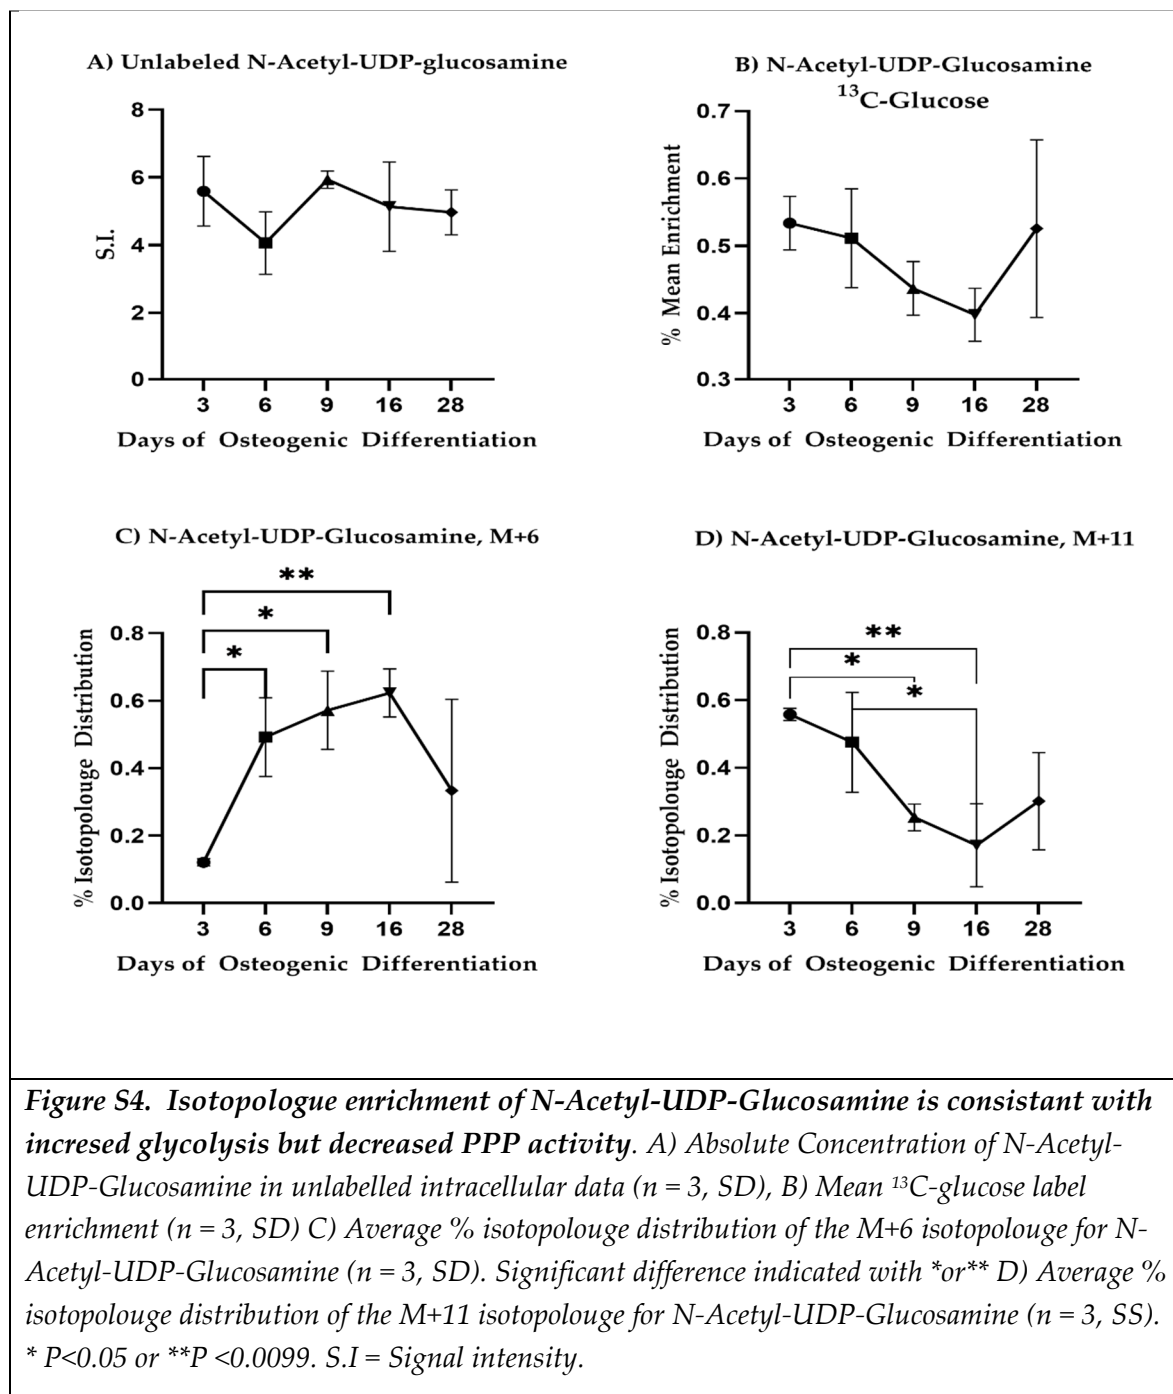 A) Unlabeled N-Acetyl-UDP-glucosamine
8
6
4
2
0
S.I.
3 6 9 16 28
Days of Osteogenic Differentiation
B) N-Acetyl-UDP-Glucosamine
¹³C-Glucose
0.7
0.6
0.5
0.4
0.3
% Mean Enrichment
3 6 9 16 28
Days of Osteogenic Differentiation
C) N-Acetyl-UDP-Glucosamine, M+6
**
*
*
0.8
0.6
0.4
0.2
0.0
% Isotopolouge Distribution
3 6 9 16 28
Days of Osteogenic Differentiation
D) N-Acetyl-UDP-Glucosamine, M+11
**
*
*
0.8
0.6
0.4
0.2
0.0
% Isotopolouge Distribution
3 6 9 16 28
Days of Osteogenic Differentiation
Figure S4. Isotopologue enrichment of N-Acetyl-UDP-Glucosamine is consistant with
incresed glycolysis but decreased PPP activity. A) Absolute Concentration of N-Acetyl-
UDP-Glucosamine in unlabelled intracellular data (n = 3, SD), B) Mean ¹³C-glucose label
enrichment (n = 3, SD) C) Average % isotopolouge distribution of the M+6 isotopolouge for N-
Acetyl-UDP-Glucosamine (n = 3, SD). Significant difference indicated with *or** D) Average %
isotopolouge distribution of the M+11 isotopolouge for N-Acetyl-UDP-Glucosamine (n = 3, SS).
* P<0.05 or **P <0.0099. S.I = Signal intensity.